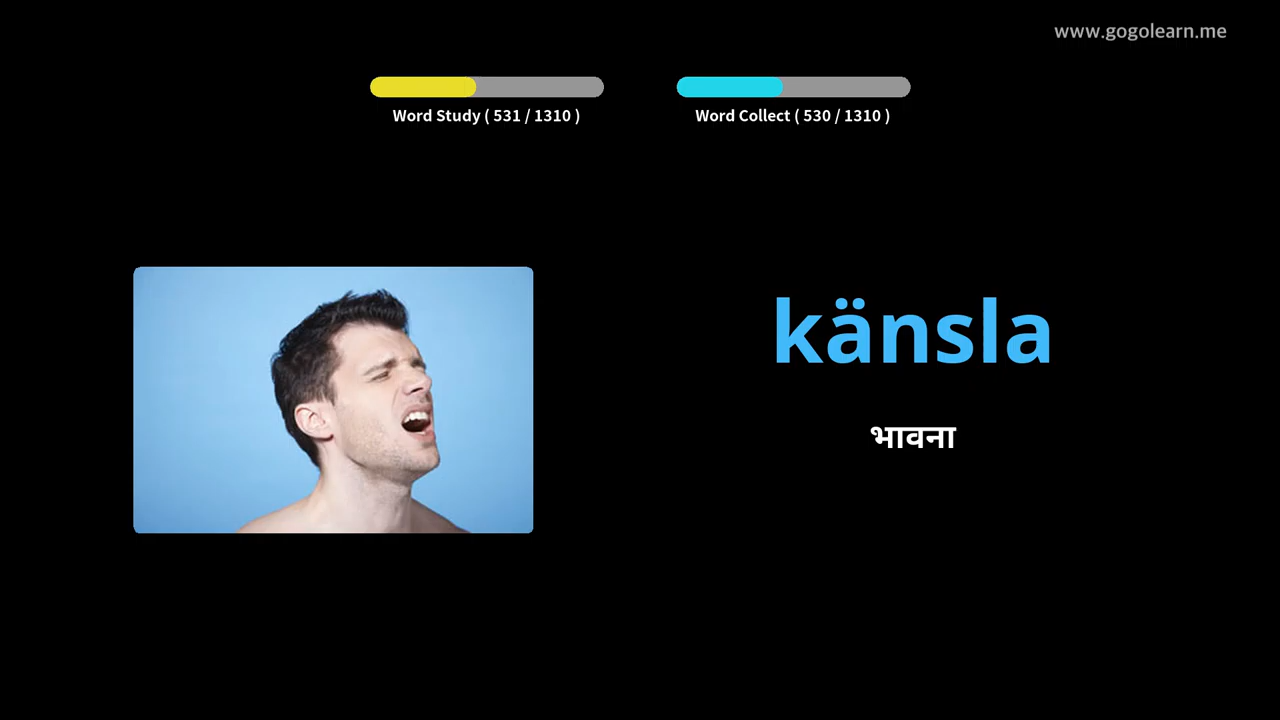 www.gogolearn.me
Word Study ( 531 / 1310 )
Word Collect ( 530 / 1310 )
känsla
भावना